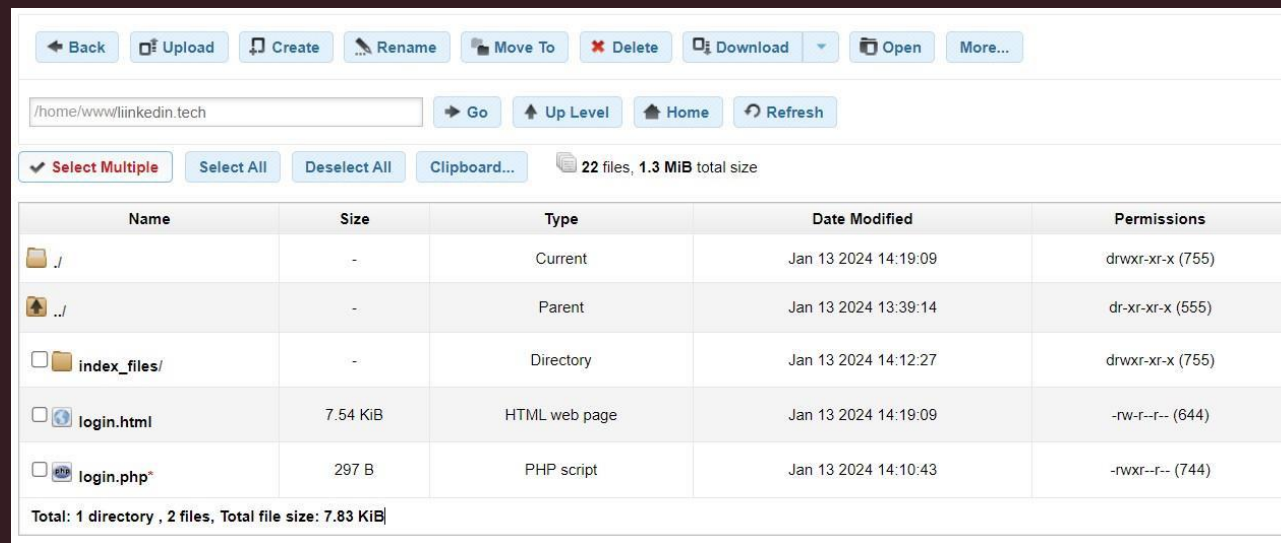 Back Upload Create Rename Move To Delete Download Open More...
/home/www/liinkedin.tech Go Up Level Home Refresh
Select Multiple Select All Deselect All Clipboard... 22 files, 1.3 MiB total size
Name Size Type Date Modified Permissions
./ - Current Jan 13 2024 14:19:09 drwxr-xr-x (755)
../ - Parent Jan 13 2024 13:39:14 dr-xr-xr-x (555)
index_files/ - Directory Jan 13 2024 14:12:27 drwxr-xr-x (755)
login.html 7.54 KiB HTML web page Jan 13 2024 14:19:09 -rw-r--r-- (644)
php login.php* 297 B PHP script Jan 13 2024 14:10:43 -rwxr--r-- (744)
Total: 1 directory , 2 files, Total file size: 7.83 KiB